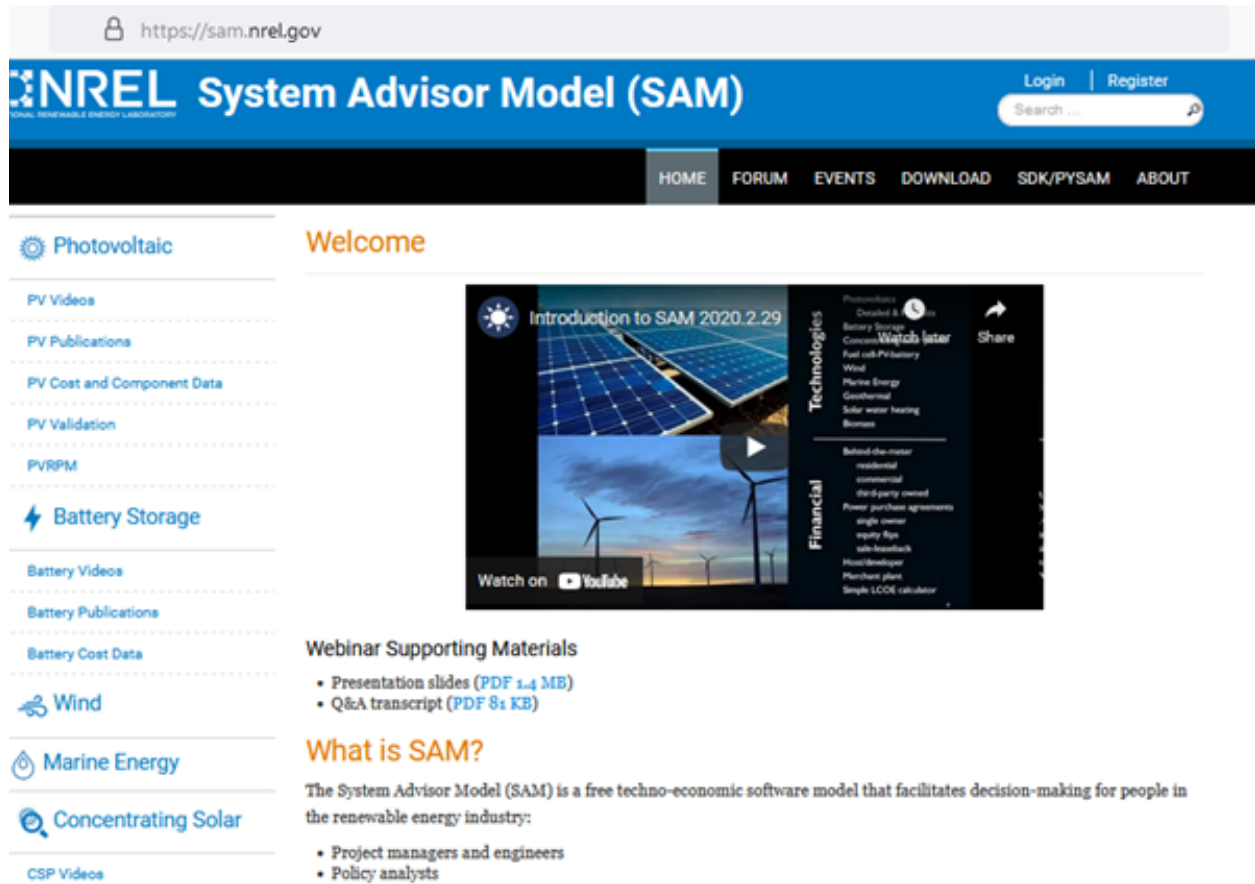 https://sam.nrel.gov
NREL
NATIONAL RENEWABLE ENERGY LABORATORY
System Advisor Model (SAM)
Login | Register
Search ...
HOME FORUM EVENTS DOWNLOAD SDK/PYSAM ABOUT
Photovoltaic
PV Videos
PV Publications
PV Cost and Component Data
PV Validation
PVRPM
Battery Storage
Battery Videos
Battery Publications
Battery Cost Data
Wind
Marine Energy
Concentrating Solar
CSP Videos
Welcome
Introduction to SAM 2020.2.29
Watch later
Share
Technologies
Photovoltaics
Detailed &
Battery Storage
Fuel cell-PV-battery
Wind
Marine Energy
Geothermal
Solar water heating
Biomass
Financial
Behind-the-meter
residential
commercial
third-party owned
Power purchase agreements
single owner
equity flips
sale-leaseback
Host/developer
Merchant plant
Simple LCOE calculator
Watch on YouTube
Webinar Supporting Materials
• Presentation slides (PDF 1.4 MB)
• Q&A transcript (PDF 81 KB)
What is SAM?
The System Advisor Model (SAM) is a free techno-economic software model that facilitates decision-making for people in
the renewable energy industry:
• Project managers and engineers
• Policy analysts